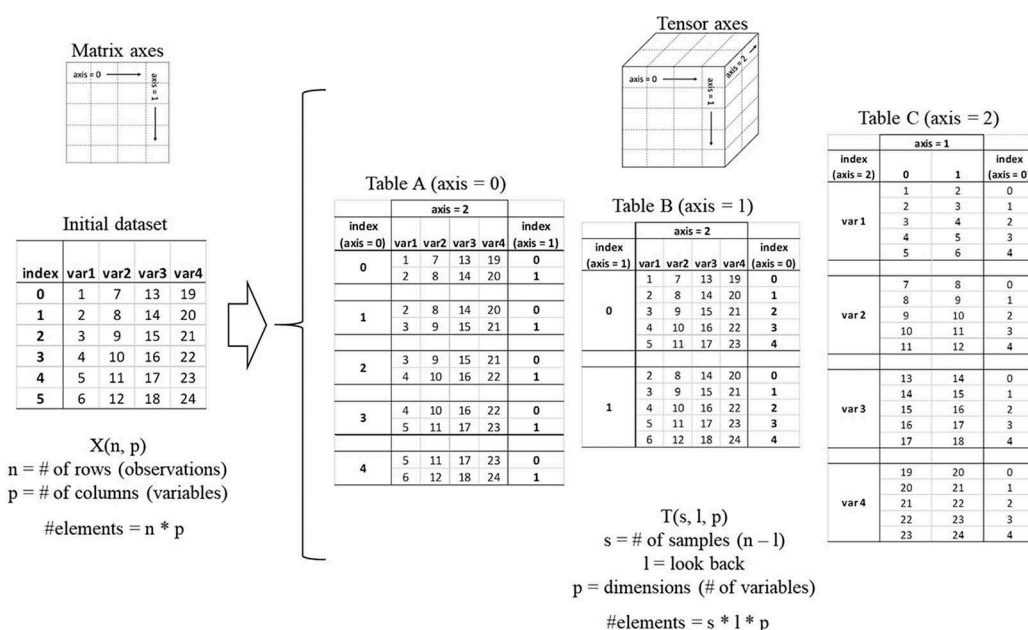 Matrix axes
axis = 0
axis = 1
Initial dataset
index var1 var2 var3 var4
0 1 7 13 19
1 2 8 14 20
2 3 9 15 21
3 4 10 16 22
4 5 11 17 23
5 6 12 18 24
X(n, p)
n = # of rows (observations)
p = # of columns (variables)
#elements = n * p
Table A (axis = 0)
axis = 2
index (axis = 0) var1 var2 var3 var4 index (axis = 1)
0 1 7 13 19 0
2 8 14 20 1
1 2 8 14 20 0
3 9 15 21 1
2 3 9 15 21 0
4 10 16 22 1
3 4 10 16 22 0
5 11 17 23 1
4 5 11 17 23 0
6 12 18 24 1
Tensor axes
axis = 0
axis = 1
axis = 2
Table B (axis = 1)
axis = 2
index (axis = 1) var1 var2 var3 var4 index (axis = 0)
0
1 7 13 19 0
2 8 14 20 1
3 9 15 21 2
4 10 16 22 3
5 11 17 23 4
1
2 8 14 20 0
3 9 15 21 1
4 10 16 22 2
5 11 17 23 3
6 12 18 24 4
T(s, l, p)
s = # of samples (n – l)
l = look back
p = dimensions (# of variables)
#elements = s * l * p
Table C (axis = 2)
axis = 1
index (axis = 2) 0 1 index (axis = 0)
var 1
1 2 0
2 3 1
3 4 2
4 5 3
5 6 4
var 2
7 8 0
8 9 1
9 10 2
10 11 3
11 12 4
var 3
13 14 0
14 15 1
15 16 2
16 17 3
17 18 4
var 4
19 20 0
20 21 1
21 22 2
22 23 3
23 24 4